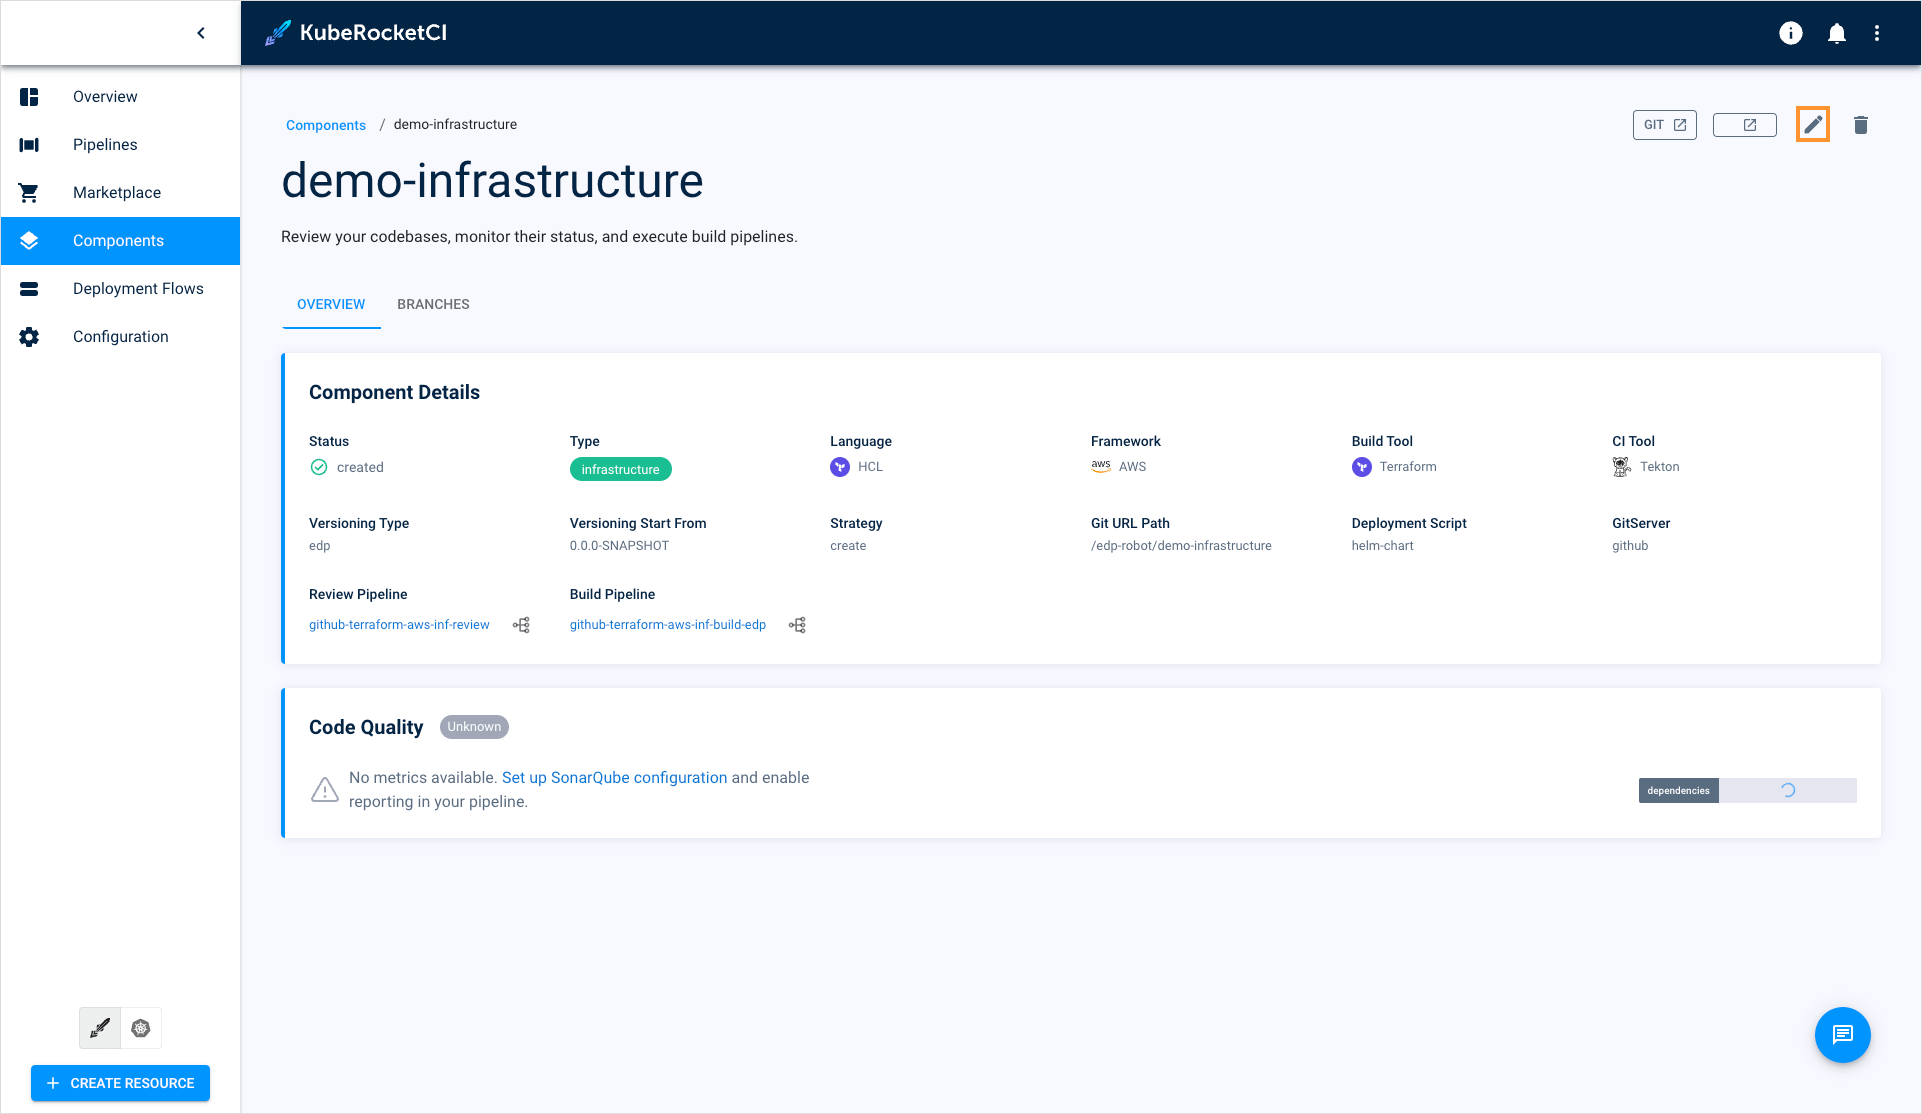 KubeRocketCI
Overview
Pipelines
Marketplace
Components
Deployment Flows
Configuration
CREATE RESOURCE
Components / demo-infrastructure
GIT
demo-infrastructure
Review your codebases, monitor their status, and execute build pipelines.
OVERVIEW BRANCHES
Component Details
Status Type Language Framework Build Tool CI Tool
created infrastructure HCL aws AWS Terraform Tekton
Versioning Type Versioning Start From Strategy Git URL Path Deployment Script GitServer
edp 0.0.0-SNAPSHOT create /edp-robot/demo-infrastructure helm-chart github
Review Pipeline Build Pipeline
github-terraform-aws-inf-review github-terraform-aws-inf-build-edp
Code Quality Unknown
No metrics available. Set up SonarQube configuration and enable
reporting in your pipeline.
dependencies